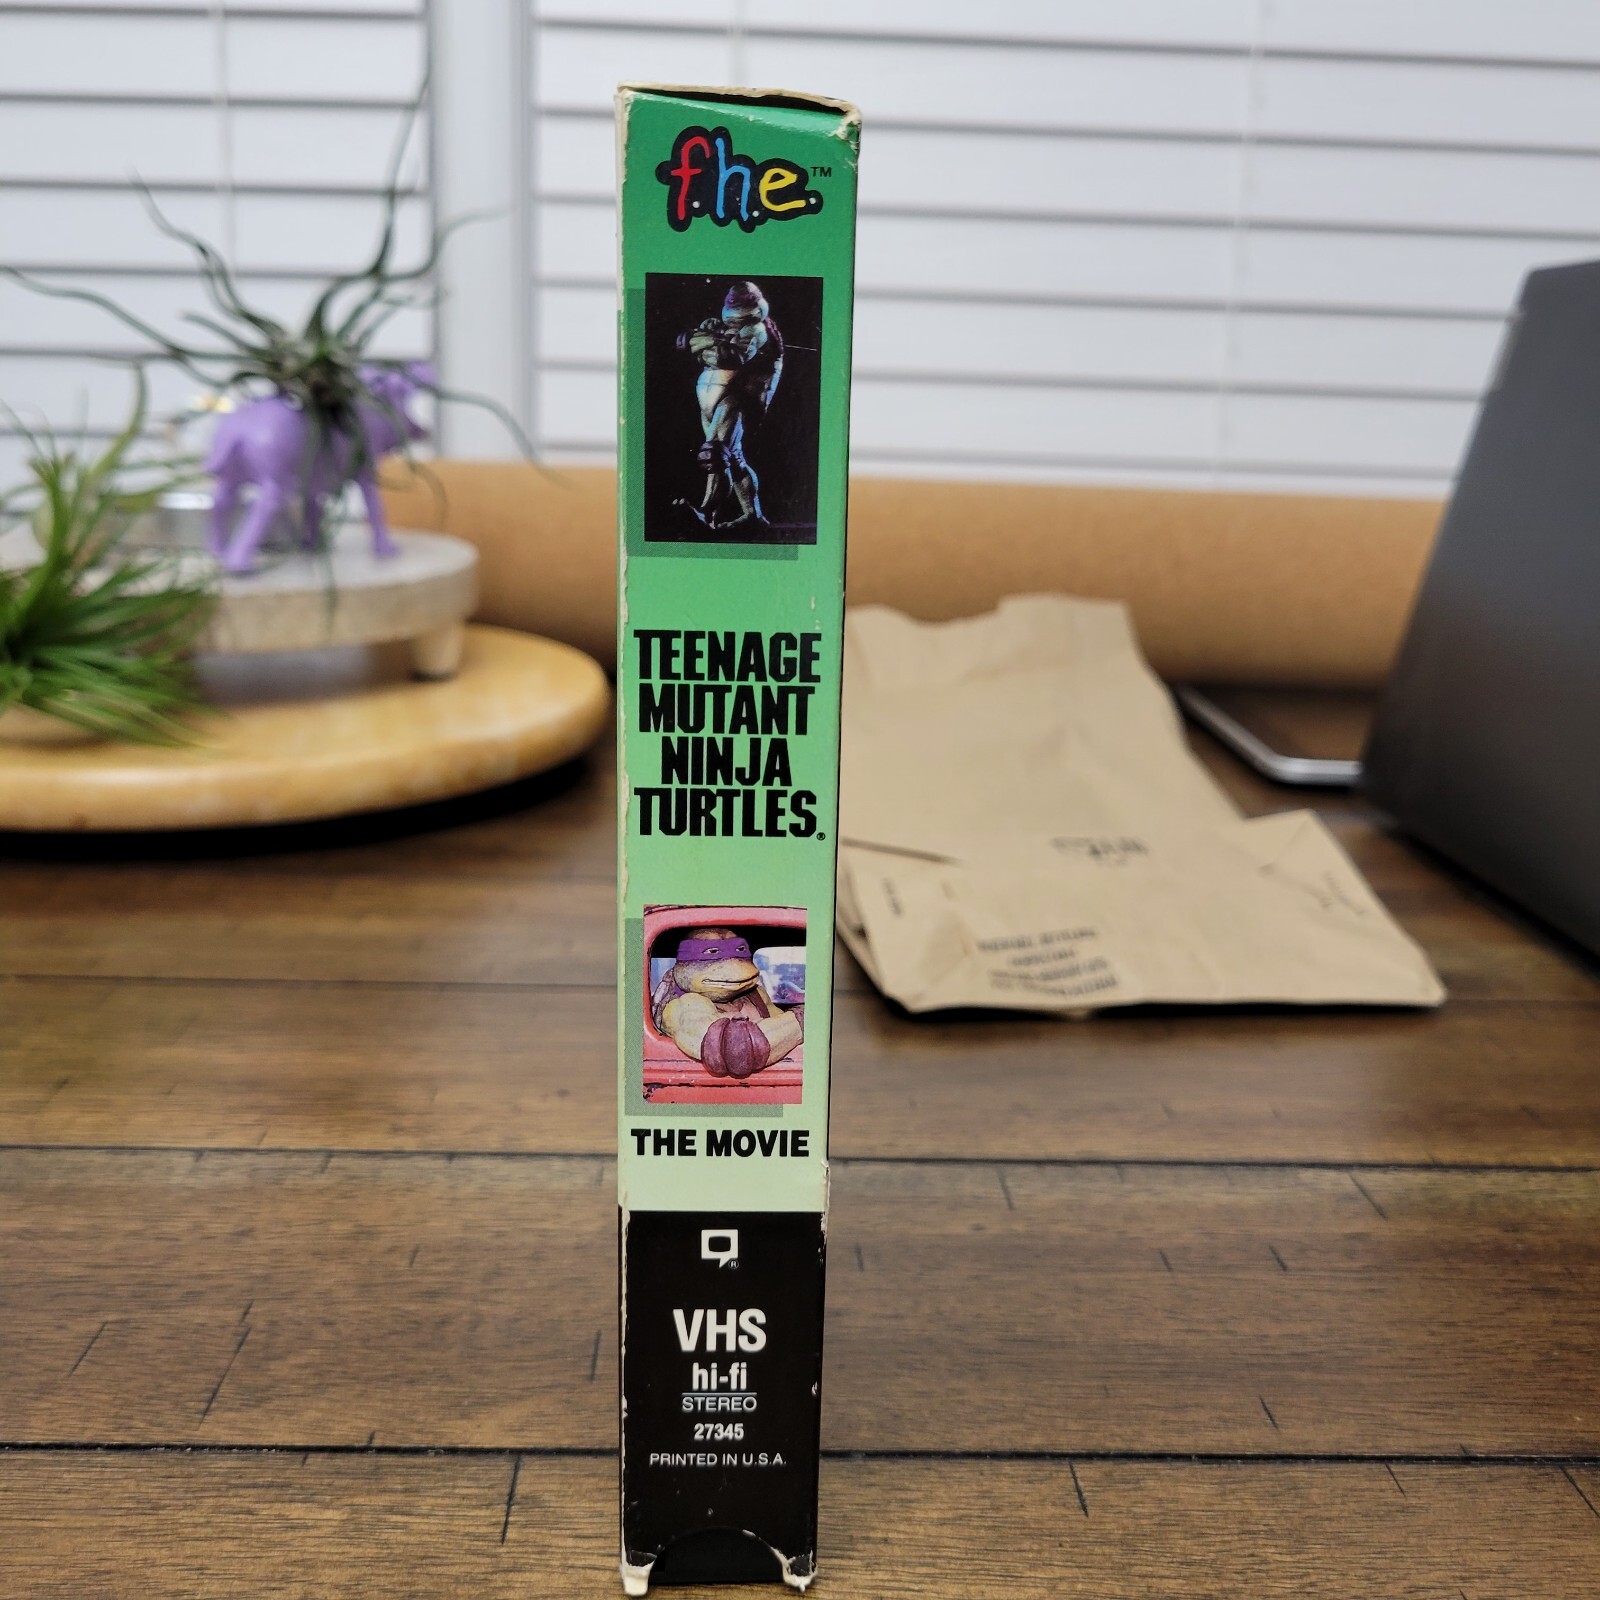 f.h.e.™
TEENAGE
MUTANT
NINJA
TURTLES®
THE MOVIE
®
VHS
hi-fi
STEREO
27345
PRINTED IN U.S.A.